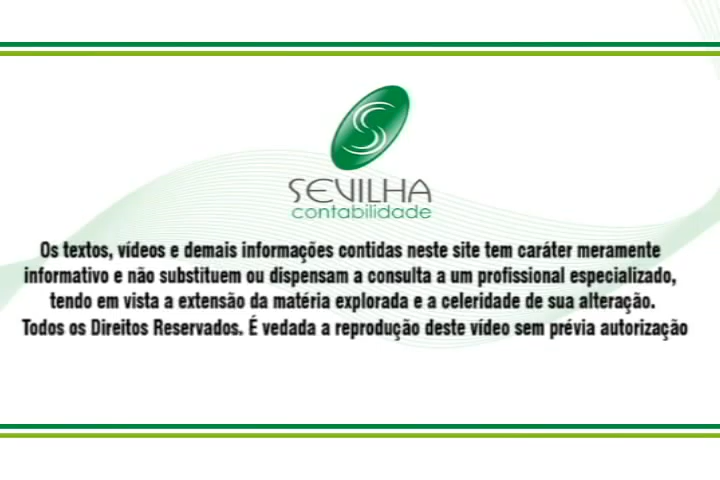 SEVILHA
contabilidade
Os textos, vídeos e demais informações contidas neste site tem caráter meramente
informativo e não substituem ou dispensam a consulta a um profissional especializado,
tendo em vista a extensão da matéria explorada e a celeridade de sua alteração.
Todos os Direitos Reservados. É vedada a reprodução deste vídeo sem prévia autorização